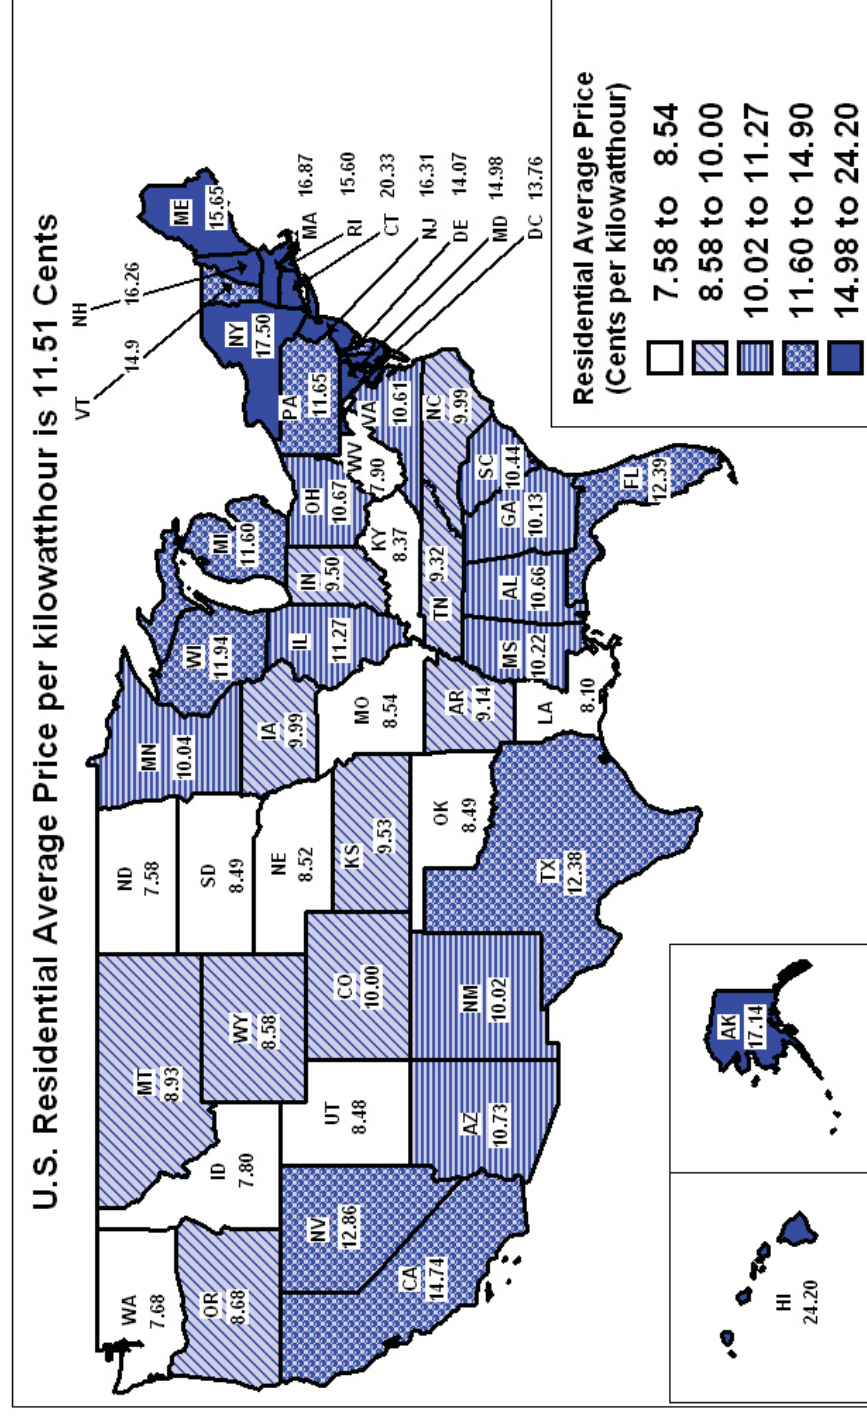 U.S. Residential Average Price per kilowatthour is 11.51 Cents
WA
7.68
OR
8.68
CA
14.74
NV
12.86
ID
7.80
MT
8.93
WY
8.58
UT
8.48
AZ
10.73
CO
10.00
NM
10.02
ND
7.58
SD
8.49
NE
8.52
KS
9.53
OK
8.49
TX
12.38
MN
10.04
IA
9.99
MO
8.54
AR
9.14
LA
8.10
WI
11.94
IL
11.27
MI
11.60
IN
9.50
OH
10.67
KY
8.37
TN
9.32
MS
10.22
AL
10.66
GA
10.13
FL
12.39
SC
10.44
NC
9.99
VA
10.61
WV
7.90
PA
11.65
NY
17.50
VT
14.9
NH
16.26
ME
15.65
MA 16.87
RI 15.60
CT 20.33
NJ 16.31
DE 14.07
MD 14.98
DC 13.76
HI
24.20
AK
17.14
Residential Average Price
(Cents per kilowatthour)
7.58 to 8.54
8.58 to 10.00
10.02 to 11.27
11.60 to 14.90
14.98 to 24.20